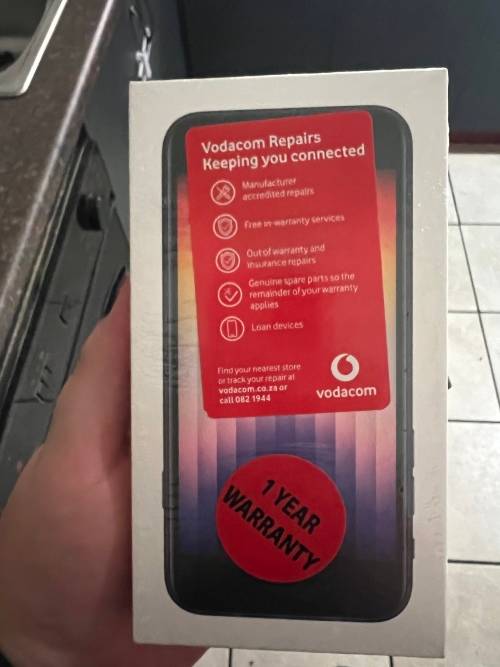 Vodacom Repairs
Keeping you connected
Manufacturer
accredited repairs
Free in-warranty services
Out of warranty and
insurance repairs
Genuine spare parts so the
remainder of your warranty
applies
Loan devices
Find your nearest store
or track your repair at
vodacom.co.za or
call 082 1944
vodacom
1 YEAR
WARRANTY